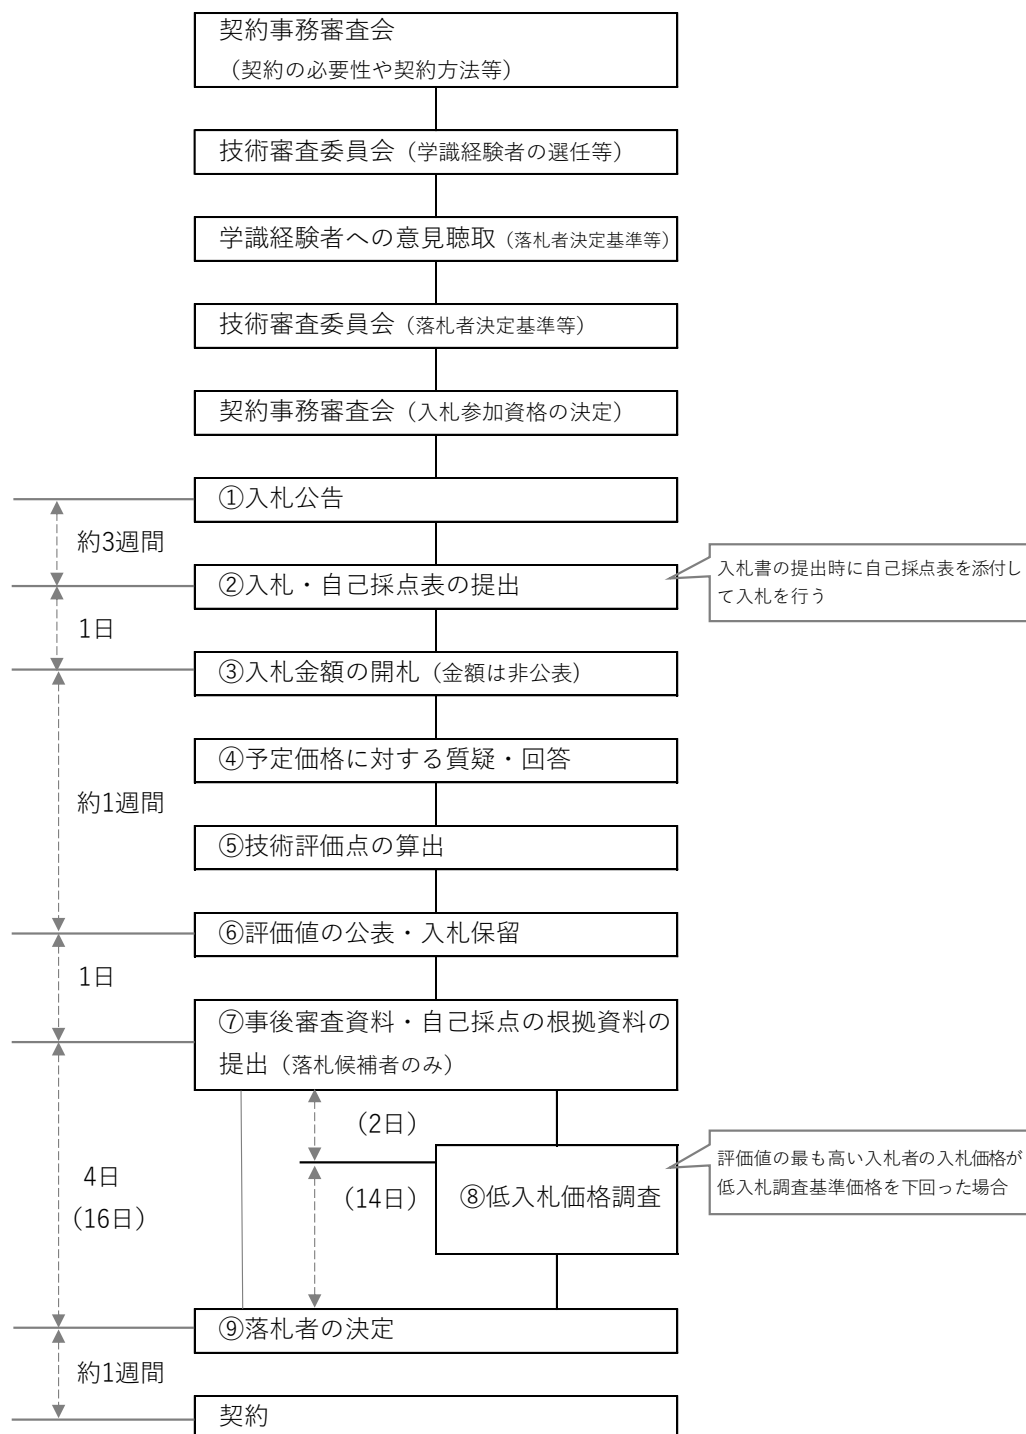 契約事務審査会
（契約の必要性や契約方法等）
技術審査委員会（学識経験者の選任等）
学識経験者への意見聴取（落札者決定基準等）
技術審査委員会（落札者決定基準等）
契約事務審査会（入札参加資格の決定）
①入札公告
約3週間
②入札・自己採点表の提出
入札書の提出時に自己採点表を添付し
て入札を行う
1日
③入札金額の開札（金額は非公表）
④予定価格に対する質疑・回答
約1週間
⑤技術評価点の算出
⑥評価値の公表・入札保留
1日
⑦事後審査資料・自己採点の根拠資料の
提出（落札候補者のみ）
（2日）
4日
（16日）
（14日）
⑧低入札価格調査
評価値の最も高い入札者の入札価格が
低入札調査基準価格を下回った場合
⑨落札者の決定
約1週間
契約